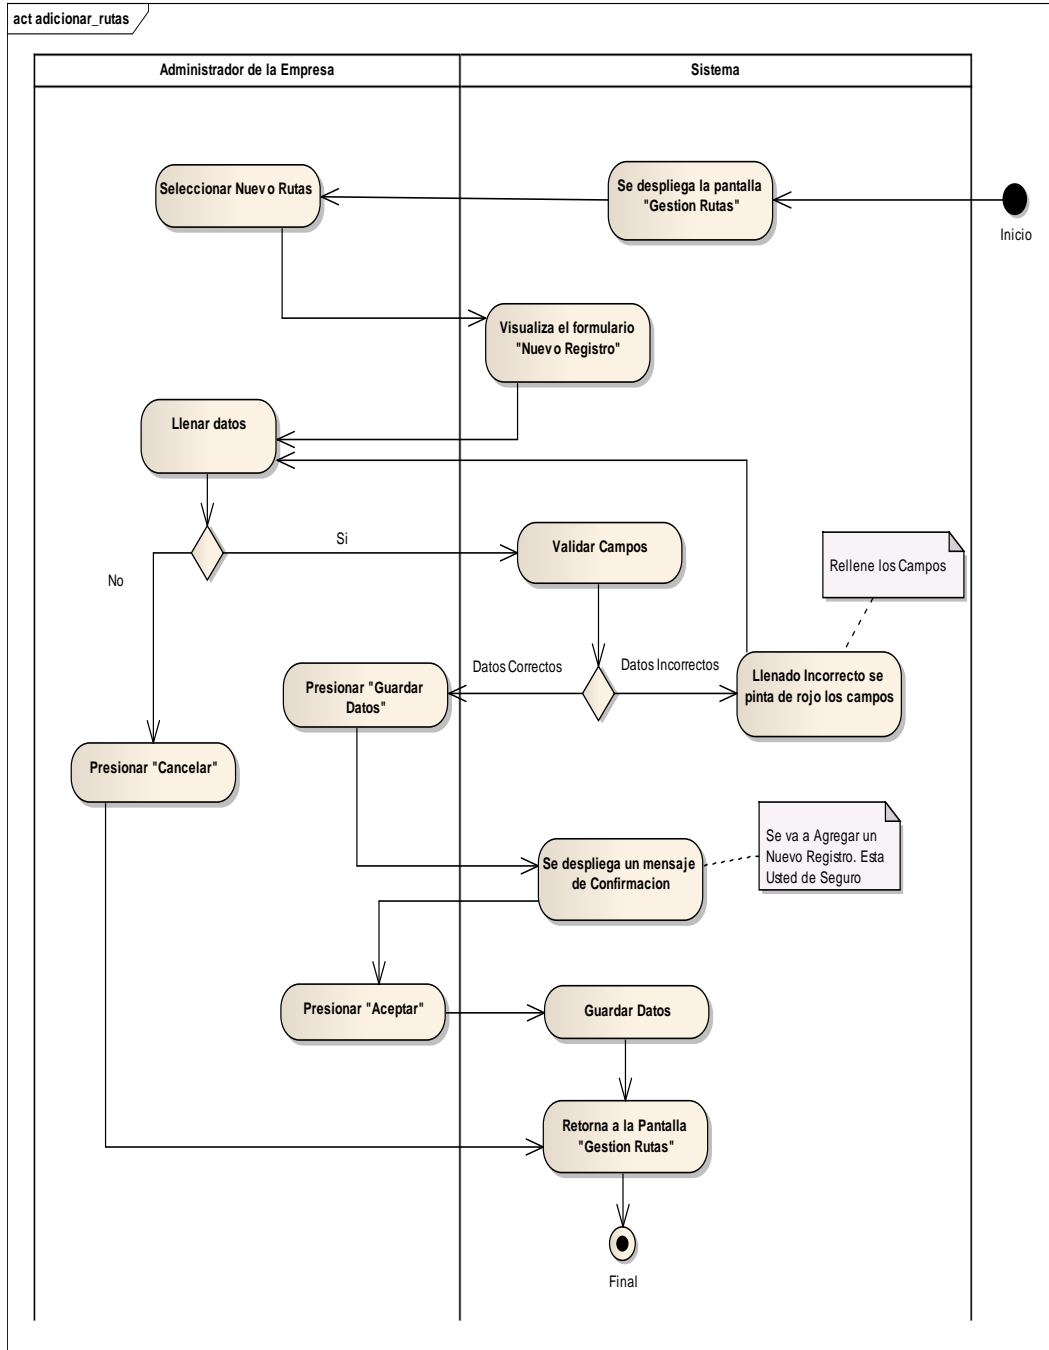 act adicionar_rutas
Administrador de la Empresa
Sistema
Seleccionar Nuevo Rutas
Se despliega la pantalla
"Gestion Rutas"
Inicio
Visualiza el formulario
"Nuevo Registro"
Llenar datos
Si
No
Validar Campos
Rellene los Campos
Datos Correctos
Datos Incorrectos
Presionar "Guardar
Datos"
Llenado Incorrecto se
pinta de rojo los campos
Presionar "Cancelar"
Se despliega un mensaje
de Confirmacion
Se va a Agregar un
Nuevo Registro. Esta
Usted de Seguro
Presionar "Aceptar"
Guardar Datos
Retorna a la Pantalla
"Gestion Rutas"
Final